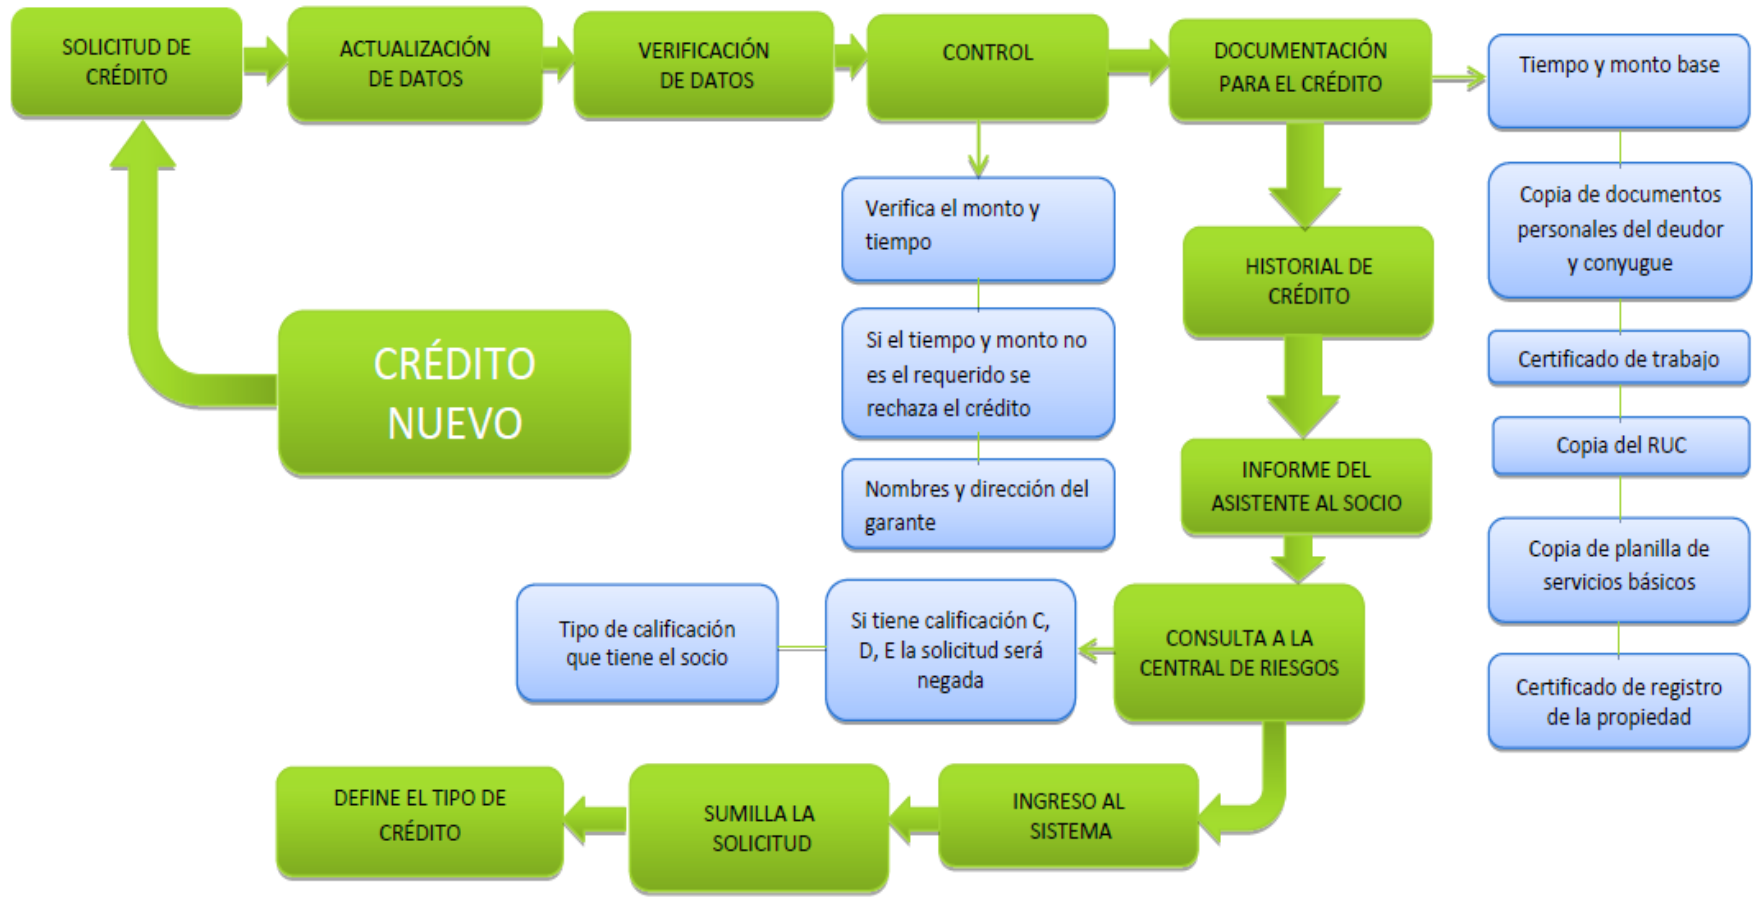 SOLICITUD DE
CRÉDITO
ACTUALIZACIÓN
DE DATOS
VERIFICACIÓN
DE DATOS
CONTROL
DOCUMENTACIÓN
PARA EL CRÉDITO
Tiempo y monto base
Copia de documentos
personales del deudor
y conyugue
Certificado de trabajo
Copia del RUC
Copia de planilla de
servicios básicos
Certificado de registro
de la propiedad
Verifica el monto y
tiempo
Si el tiempo y monto no
es el requerido se
rechaza el crédito
Nombres y dirección del
garante
HISTORIAL DE
CRÉDITO
CRÉDITO
NUEVO
INFORME DEL
ASISTENTE AL SOCIO
CONSULTA A LA
CENTRAL DE RIESGOS
Si tiene calificación C,
D, E la solicitud será
negada
Tipo de calificación
que tiene el socio
INGRESO AL
SISTEMA
SUMILLA LA
SOLICITUD
DEFINE EL TIPO DE
CRÉDITO